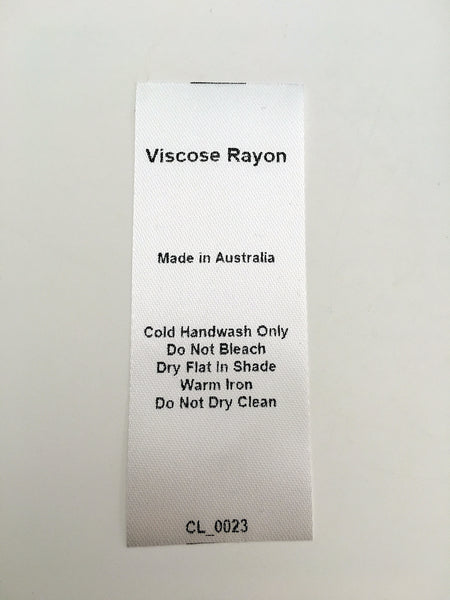 Viscose Rayon
Made in Australia
Cold Handwash Only
Do Not Bleach
Dry Flat In Shade
Warm Iron
Do Not Dry Clean
CL_0023